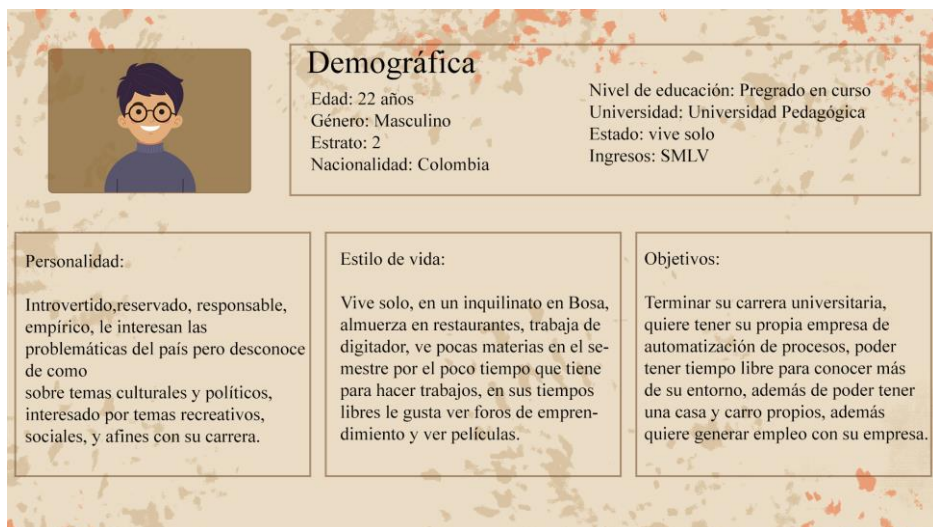 Demográfica
Edad: 22 años
Género: Masculino
Estrato: 2
Nacionalidad: Colombia
Nivel de educación: Pregrado en curso
Universidad: Universidad Pedagógica
Estado: vive solo
Ingresos: SMLV
Personalidad:
Introvertido,reservado, responsable,
empírico, le interesan las
problemáticas del país pero desconoce
de como
sobre temas culturales y políticos,
interesado por temas recreativos,
sociales, y afines con su carrera.
Estilo de vida:
Vive solo, en un inquilinato en Bosa,
almuerza en restaurantes, trabaja de
digitador, ve pocas materias en el se-
mestre por el poco tiempo que tiene
para hacer trabajos, en sus tiempos
libres le gusta ver foros de empren-
dimiento y ver películas.
Objetivos:
Terminar su carrera universitaria,
quiere tener su propia empresa de
automatización de procesos, poder
tener tiempo libre para conocer más
de su entorno, además de poder tener
una casa y carro propios, además
quiere generar empleo con su empresa.